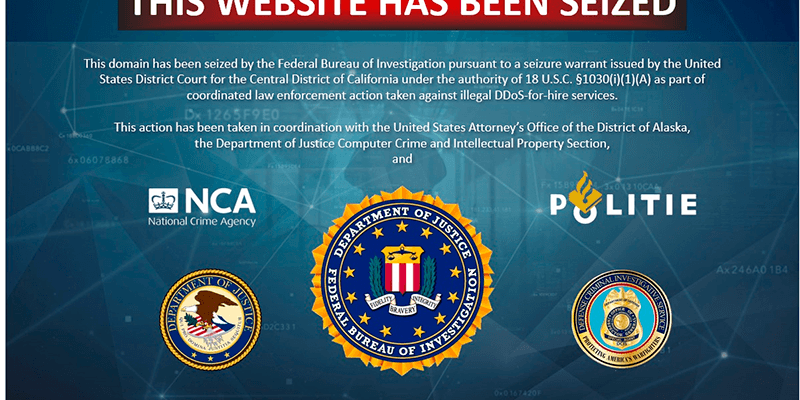 THIS WEBSITE HAS BEEN SEIZED
This domain has been seized by the Federal Bureau of Investigation pursuant to a seizure warrant issued by the United
States District Court for the Central District of California under the authority of 18 U.S.C. §1030(i)(1)(A) as part of
coordinated law enforcement action taken against illegal DDoS-for-hire services.
This action has been taken in coordination with the United States Attorney's Office of the District of Alaska,
the Department of Justice Computer Crime and Intellectual Property Section,
and
NCA
National Crime Agency
POLITIE
DEPARTMENT OF JUSTICE
FEDERAL BUREAU OF INVESTIGATION
FIDELITY BRAVERY INTEGRITY
DEPARTMENT OF JUSTICE
DEFENSE CRIMINAL INVESTIGATIVE SERVICE
PROTECTING AMERICA'S WARFIGHTERS
Ox1265F9E0
0CA888C2
6x06078868
Ax246A01B4
0x01674209